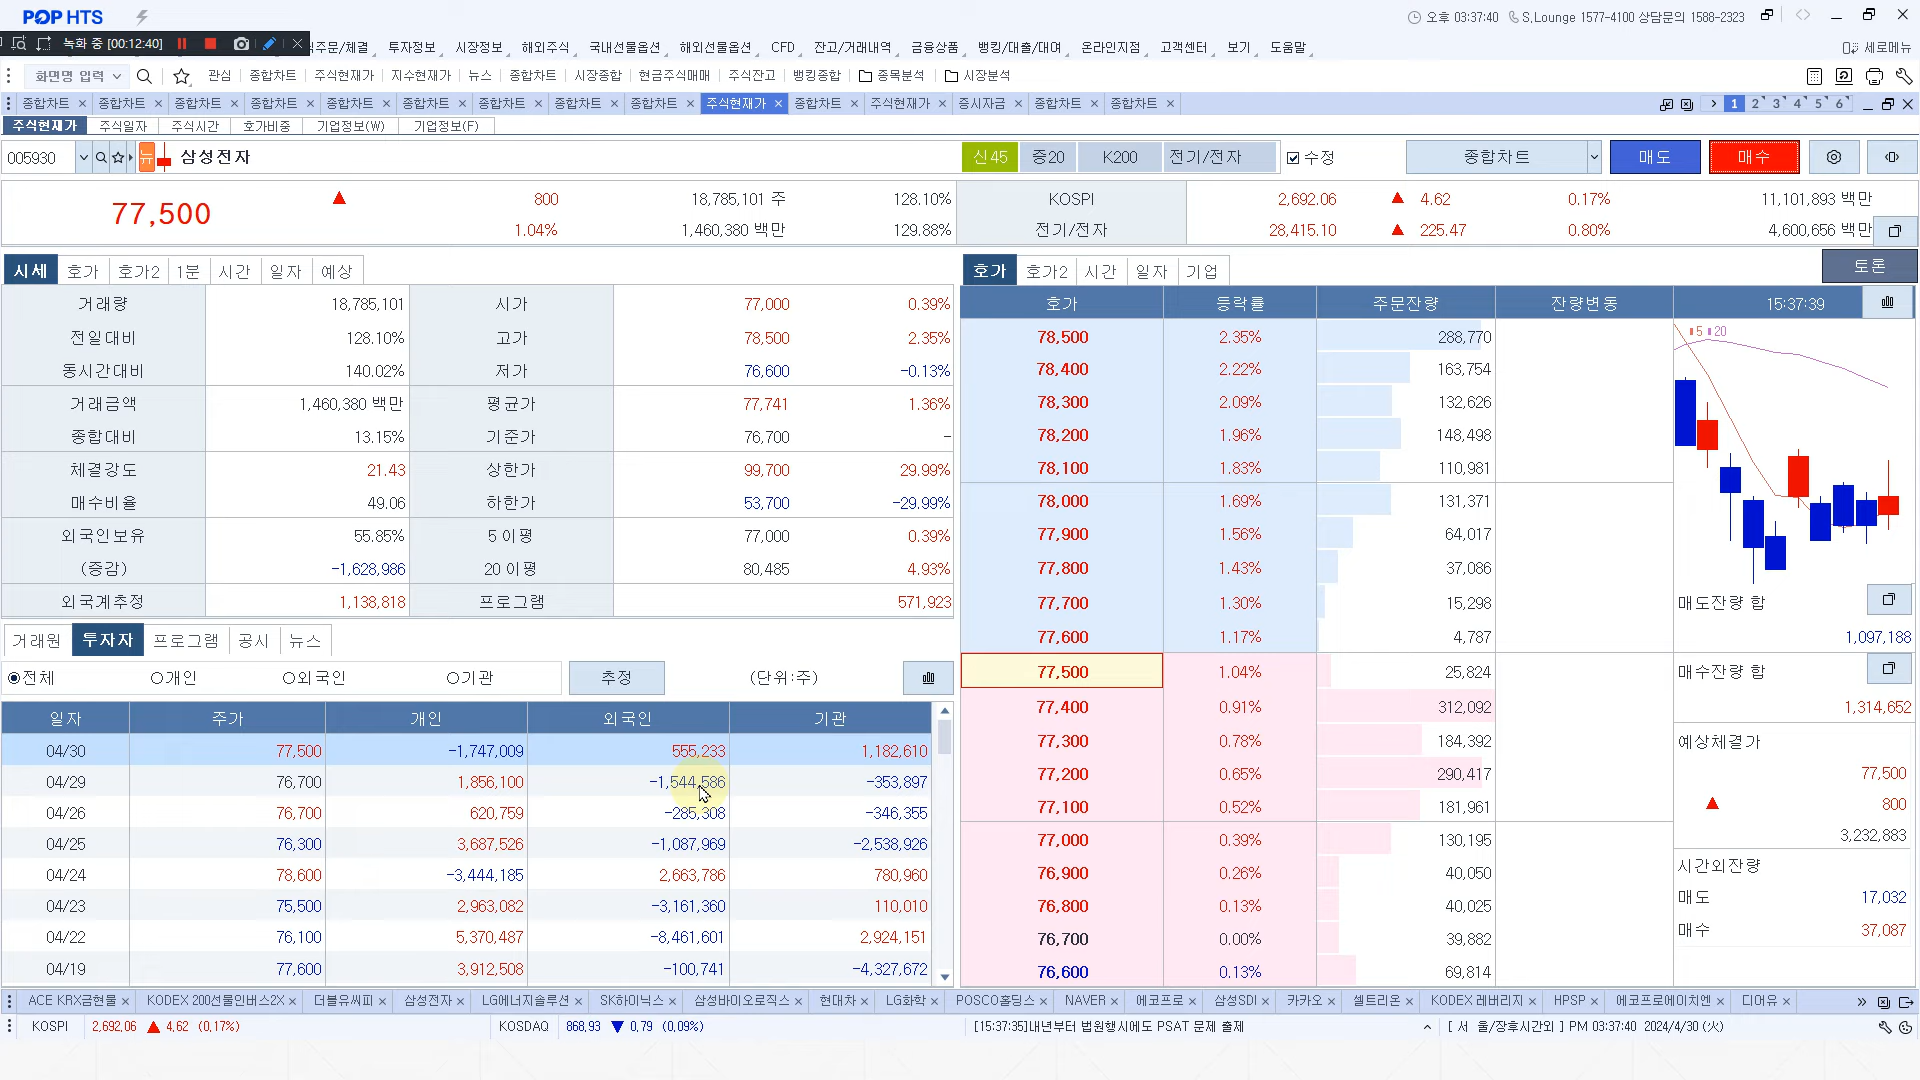 POP HTS
오후 03:37:40 S.Lounge 1577-4100 상담문의 1588-2323
녹화 중 [00:12:40]
주문/체결 투자정보 시장정보 해외주식 국내선물옵션 해외선물옵션 CFD 잔고/거래내역 금융상품 뱅킹/대출/대여 온라인지점 고객센터 보기 도움말 세로메뉴
화면명 입력 관심 종합차트 주식현재가 지수현재가 뉴스 종합차트 시장종합 현금주식매매 주식잔고 뱅킹종합 종목분석 시장분석
종합차트 종합차트 종합차트 종합차트 종합차트 종합차트 종합차트 종합차트 종합차트 주식현재가 종합차트 주식현재가 증시자금 종합차트 종합차트 1 2 3 4 5 6
주식현재가 주식일자 주식시간 호가비중 기업정보(W) 기업정보(F)
005930 뉴 삼성전자 신45 증20 K200 전기/전자 수정 종합차트 매도 매수
77,500 ▲ 800 18,785,101 주 128.10% KOSPI 2,692.06 ▲ 4.62 0.17% 11,101,893 백만
1.04% 1,460,380 백만 129.88% 전기/전자 28,415.10 ▲ 225.47 0.80% 4,600,656 백만
시세 호가 호가2 1분 시간 일자 예상
거래량 18,785,101 시가 77,000 0.39%
전일대비 128.10% 고가 78,500 2.35%
동시간대비 140.02% 저가 76,600 -0.13%
거래금액 1,460,380 백만 평균가 77,741 1.36%
종합대비 13.15% 기준가 76,700 -
체결강도 21.43 상한가 99,700 29.99%
매수비율 49.06 하한가 53,700 -29.99%
외국인보유 55.85% 5 이평 77,000 0.39%
(증감) -1,628,986 20 이평 80,485 4.93%
외국계추정 1,138,818 프로그램 571,923
거래원 투자자 프로그램 공시 뉴스
전체 개인 외국인 기관 추정 (단위:주)
일자 주가 개인 외국인 기관
04/30 77,500 -1,747,009 555,233 1,182,610
04/29 76,700 1,856,100 -1,544,586 -353,897
04/26 76,700 620,759 -285,308 -346,355
04/25 76,300 3,687,526 -1,087,969 -2,538,926
04/24 78,600 -3,444,185 2,663,786 780,960
04/23 75,500 2,963,082 -3,161,360 110,010
04/22 76,100 5,370,487 -8,461,601 2,924,151
04/19 77,600 3,912,508 -100,741 -4,327,672
호가 호가2 시간 일자 기업 토론
호가 등락률 주문잔량 잔량변동 15:37:39
78,500 2.35% 288,770
78,400 2.22% 163,754
78,300 2.09% 132,626
78,200 1.96% 148,498
78,100 1.83% 110,981
78,000 1.69% 131,371
77,900 1.56% 64,017
77,800 1.43% 37,086
77,700 1.30% 15,298
77,600 1.17% 4,787
77,500 1.04% 25,824
77,400 0.91% 312,092
77,300 0.78% 184,392
77,200 0.65% 290,417
77,100 0.52% 181,961
77,000 0.39% 130,195
76,900 0.26% 40,050
76,800 0.13% 40,025
76,700 0.00% 39,882
76,600 0.13% 69,814
5 20
매도잔량 합
1,097,188
매수잔량 합
1,314,652
예상체결가
77,500
▲ 800
3,232,883
시간외잔량
매도 17,032
매수 37,087
ACE KRX금현물 KODEX 200선물인버스2X 더블유씨피 삼성전자 LG에너지솔루션 SK하이닉스 삼성바이오로직스 현대차 LG화학 POSCO홀딩스 NAVER 에코프로 삼성SDI 카카오 셀트리온 KODEX 레버리지 HPSP 에코프로에이치엔 디어유
KOSPI 2,692.06 ▲ 4.62 (0.17%) KOSDAQ 868.93 ▼ 0.79 (0.09%) [15:37:35]내년부터 법원행시에도 PSAT 문제 출제 [ 서 울/장후시간외 ] PM 03:37:40 2024/4/30 (火)